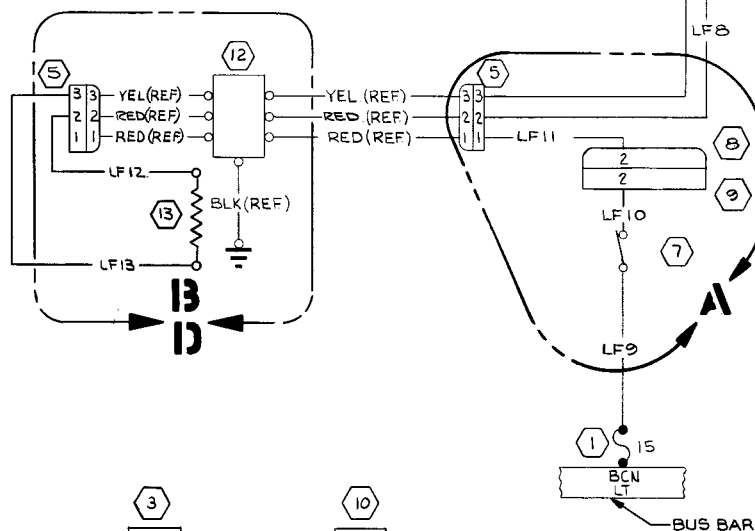 LF8
12
5
5
3 3 YEL(REF) YEL (REF) 3 3
2 2 RED(REF) RED (REF) 2 2
1 1 RED(REF) RED (REF) 1 1 LF11
8
2
2
9
LF12
13
BLK(REF)
LF10
7
LF13
B
D
A
LF9
1
15
BCN
LT
BUS BAR
3
10